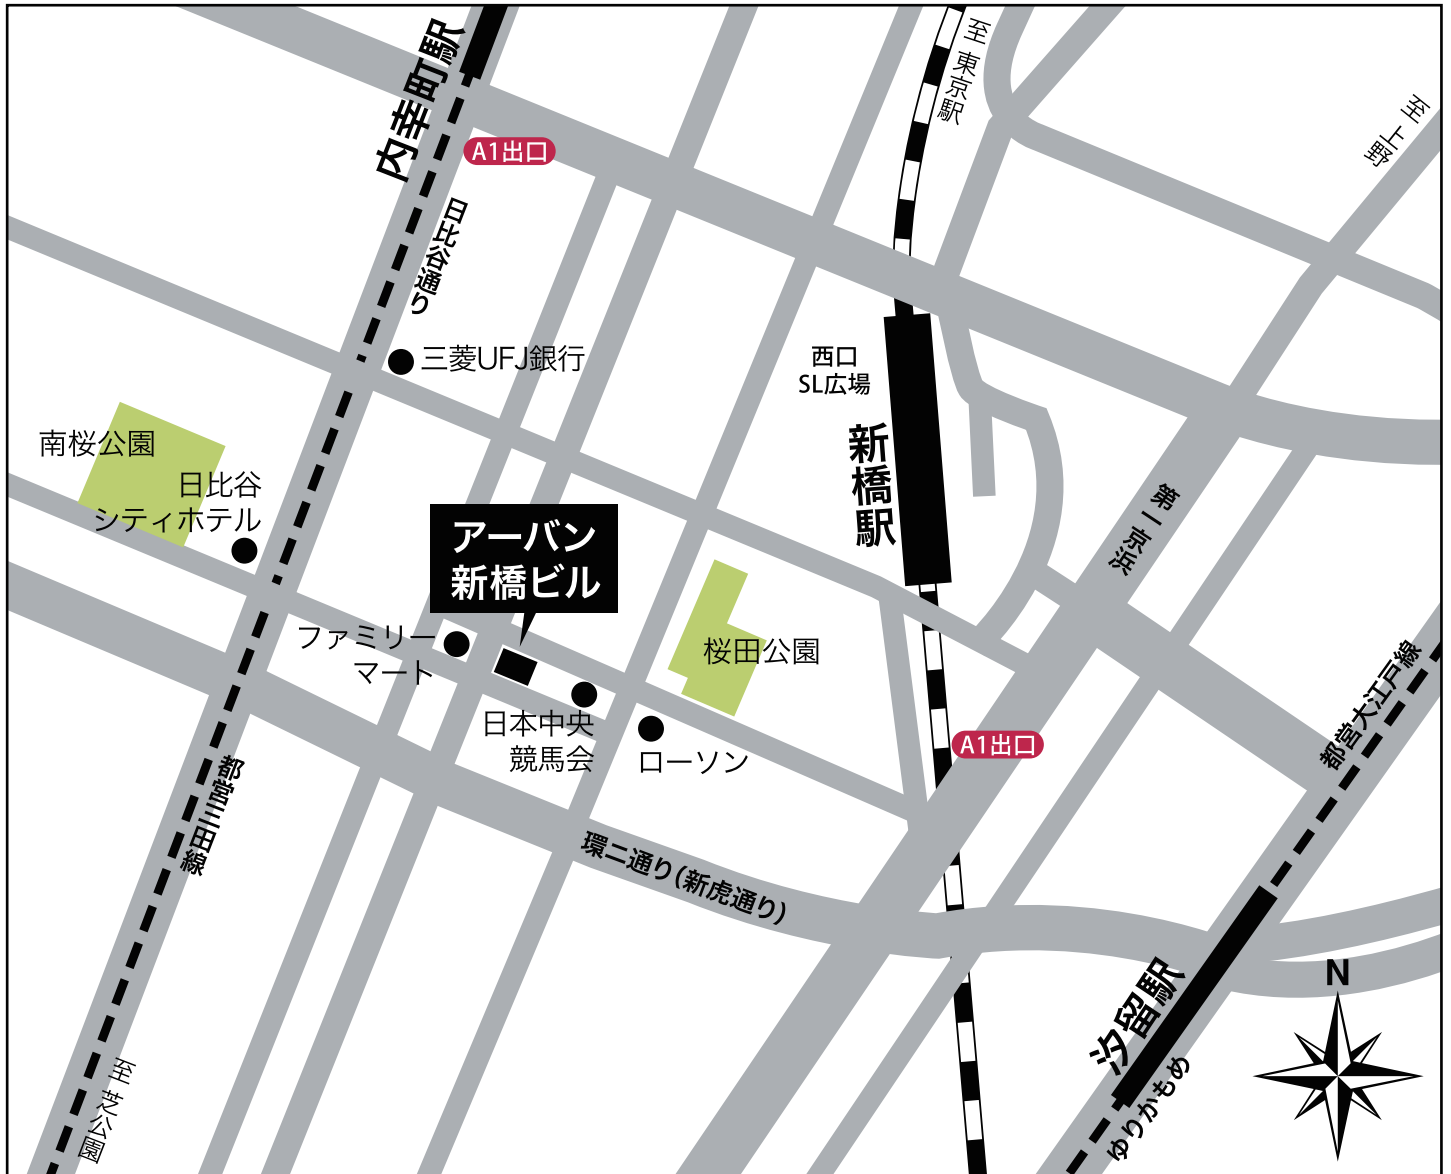 内幸町駅
A1出口
日比谷通り
三菱UFJ銀行
至 東京駅
至 上野
西口
SL広場
新橋駅
第一京浜
南桜公園
日比谷
シティホテル
アーバン
新橋ビル
ファミリー
マート
桜田公園
日本中央
競馬会
ローソン
A1出口
都営大江戸線
都営三田線
環ニ通り(新虎通り)
汐留駅
ゆりかもめ
至 芝公園
N